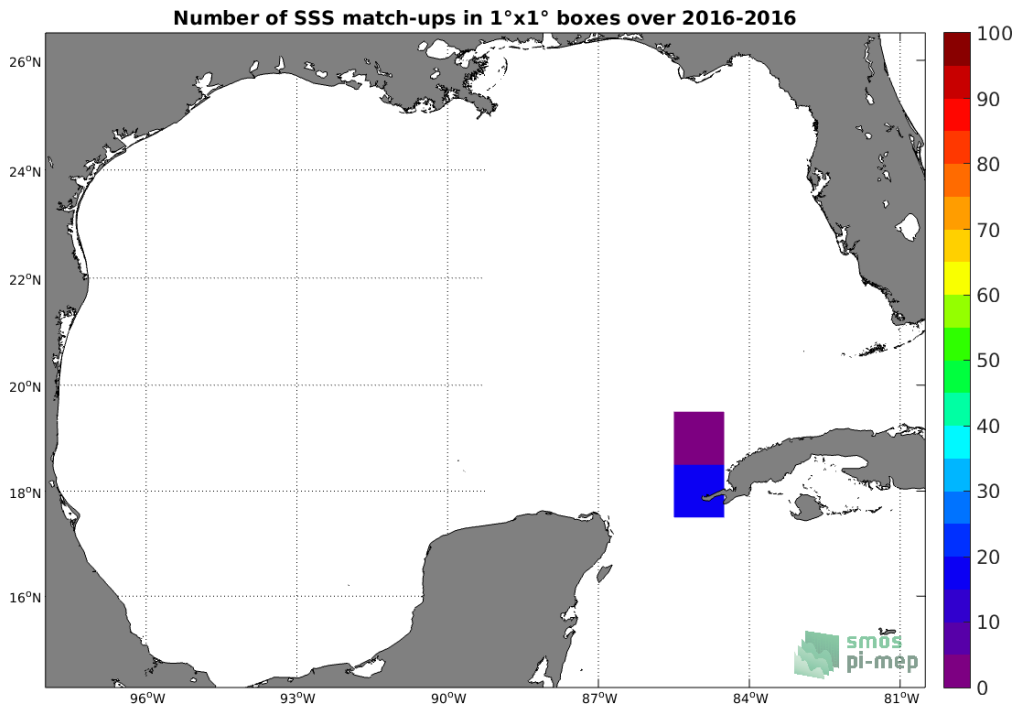 Number of SSS match-ups in 1°x1° boxes over 2016-2016
26°N
24°N
22°N
20°N
18°N
16°N
96°W
93°W
90°W
87°W
84°W
81°W
100
90
80
70
60
50
40
30
20
10
0
smos
pi-mep